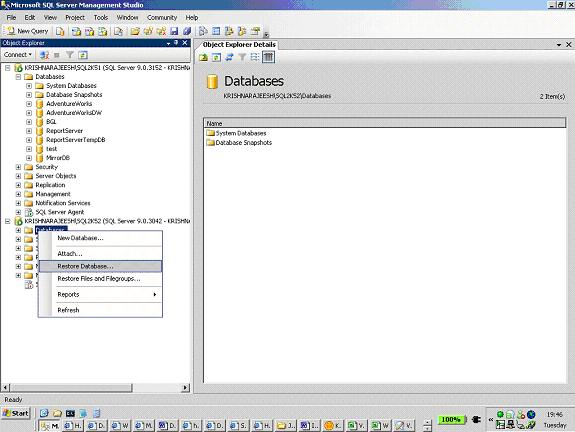 Microsoft SQL Server Management Studio
File Edit View Project Tools Window Community Help
New Query
Object Explorer
Connect
KRISHNARAJEESH\SQL2K51 (SQL Server 9.0.3152 - KRISHNA
Databases
System Databases
Database Snapshots
AdventureWorks
AdventureWorksDW
BGL
ReportServer
ReportServerTempDB
test
MirrorDB
Security
Server Objects
Replication
Management
Notification Services
SQL Server Agent
KRISHNARAJEESH\SQL2K52 (SQL Server 9.0.3042 - KRISHNA
Databases
New Database...
Attach...
Restore Database...
Restore Files and Filegroups...
Reports
Refresh
Object Explorer Details
Databases
KRISHNARAJEESH\SQL2K52\Databases
2 Item(s)
Name
System Databases
Database Snapshots
Ready
Start
M. H. D. W M. D. h. D. D. S. H. J.. I.. K. V. W V.
100%
19:46
Tuesday